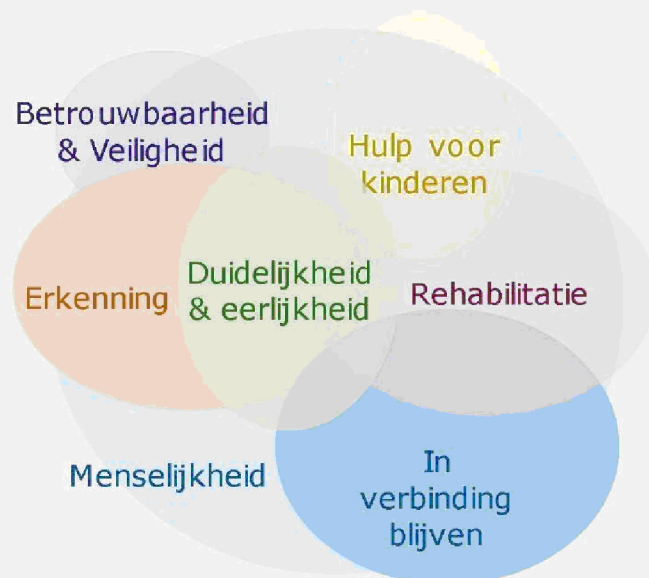 Betrouwbaarheid
& Veiligheid
Hulp voor
kinderen
Erkenning
Duidelijkheid
& eerlijkheid
Rehabilitatie
Menselijkheid
In
verbinding
blijven